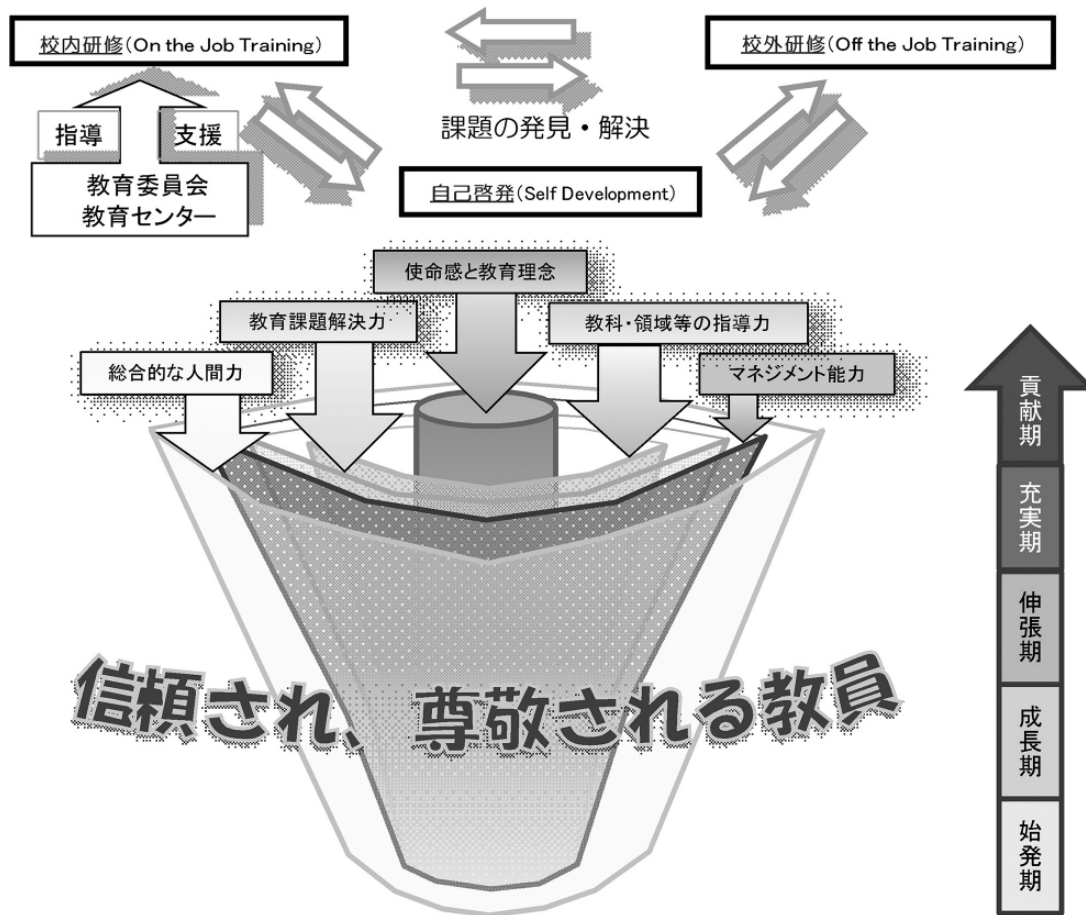 校内研修(On the Job Training)
校外研修(Off the Job Training)
課題の発見・解決
指導
支援
教育委員会
教育センター
自己啓発(Self Development)
使命感と教育理念
教育課題解決力
教科・領域等の指導力
総合的な人間力
マネジメント能力
信頼され、尊敬される教員
貢献期
充実期
伸張期
成長期
始発期